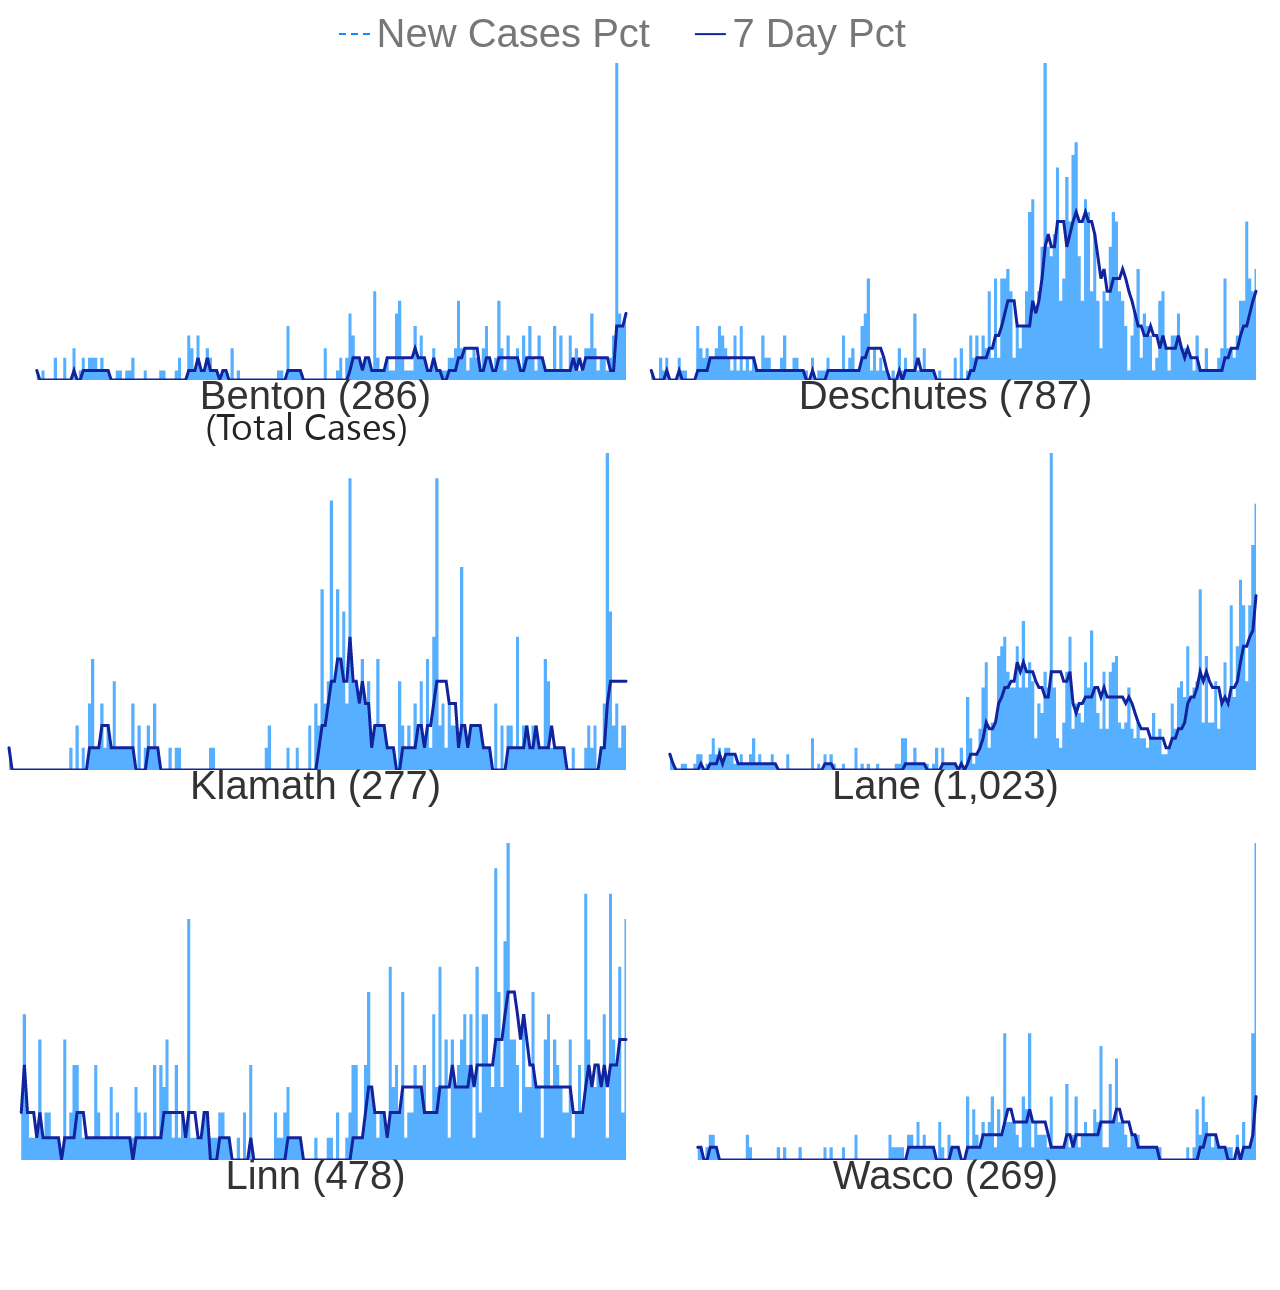 New Cases Pct 7 Day Pct
Benton (286) Deschutes (787)
(Total Cases)
Klamath (277) Lane (1,023)
Linn (478) Wasco (269)